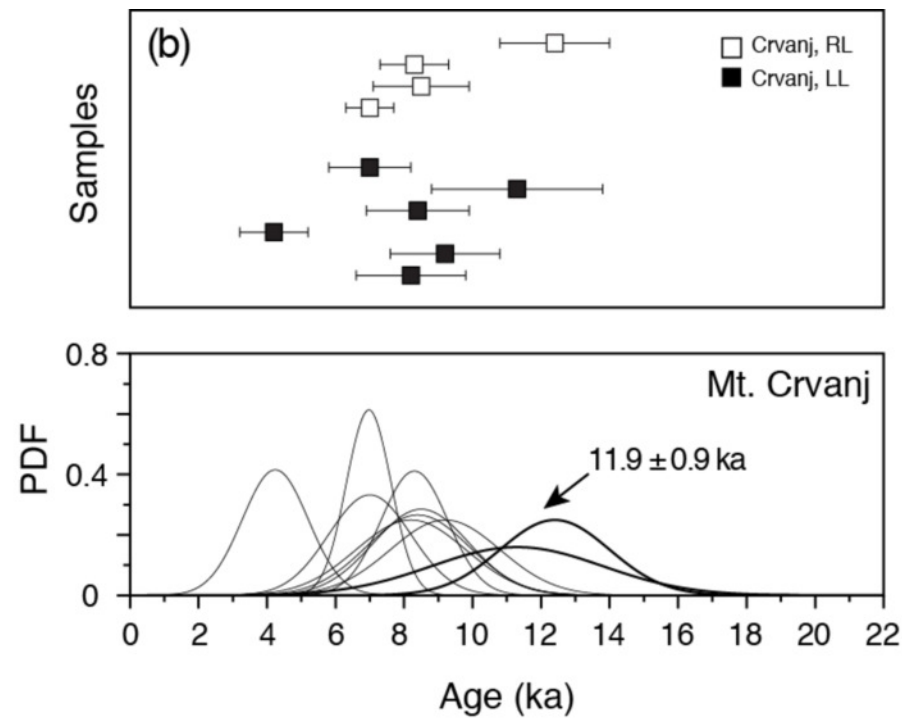 (b)
Crvanj, RL
Crvanj, LL
Samples
0.8
Mt. Crvanj
PDF
11.9 ± 0.9 ka
0.4
0
0 2 4 6 8 10 12 14 16 18 20 22
Age (ka)